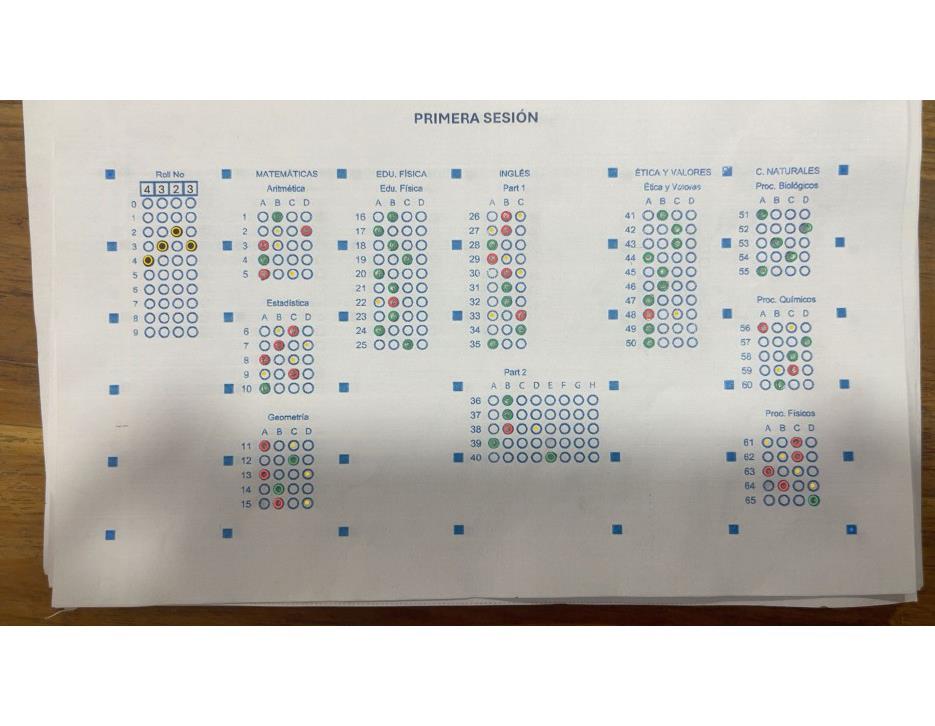 PRIMERA SESIÓN
Roll No
4 3 2 3
0
1
2
3
4
5
6
7
8
9
MATEMÁTICAS
Aritmética
A B C D
1
2
3
4
5
Estadística
A B C D
6
7
8
9
10
Geometría
A B C D
11
12
13
14
15
EDU. FÍSICA
Edu. Física
A B C D
16
17
18
19
20
21
22
23
24
25
INGLÉS
Part 1
A B C
26
27
28
29
30
31
32
33
34
35
Part 2
A B C D E F G H
36
37
38
39
40
ÉTICA Y VALORES
Ética y Valores
A B C D
41
42
43
44
45
46
47
48
49
50
C. NATURALES
Proc. Biológicos
A B C D
51
52
53
54
55
Proc. Químicos
A B C D
56
57
58
59
60
Proc. Físicos
A B C D
61
62
63
64
65